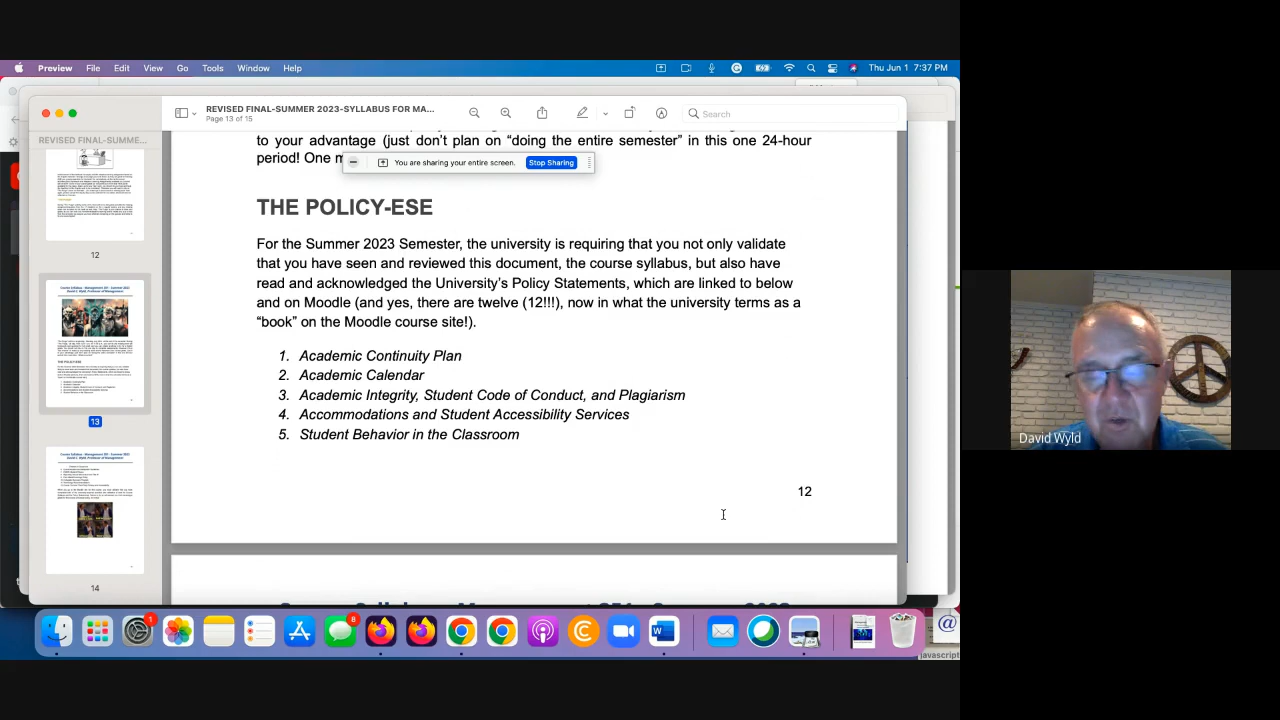 Preview File Edit View Go Tools Window Help Thu Jun 1 7:37 PM
REVISED FINAL-SUMMER 2023-SYLLABUS FOR MA...
Page 13 of 15
Search
REVISED FINAL-SUMME...
to your advantage (just don't plan on "doing the entire semester" in this one 24-hour
period! One m
You are sharing your entire screen. Stop Sharing
THE POLICY-ESE
For the Summer 2023 Semester, the university is requiring that you not only validate
that you have seen and reviewed this document, the course syllabus, but also have
read and acknowledged the University's Policy Statements, which are linked to below
and on Moodle (and yes, there are twelve (12!!!), now in what the university terms as a
"book" on the Moodle course site!).
1. Academic Continuity Plan
2. Academic Calendar
3. Academic Integrity, Student Code of Conduct, and Plagiarism
4. Accommodations and Student Accessibility Services
5. Student Behavior in the Classroom
12
12
13
14
David Wyld
1
8
javascript